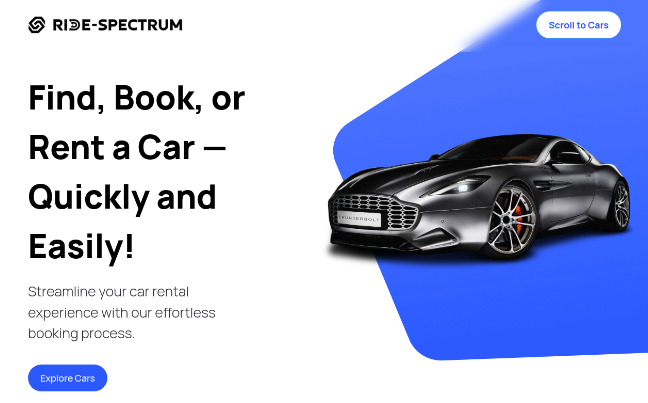 RIDE-SPECTRUM
Scroll to Cars
Find, Book, or
Rent a Car —
Quickly and
Easily!
THUNDERBOLT
Streamline your car rental
experience with our effortless
booking process.
Explore Cars